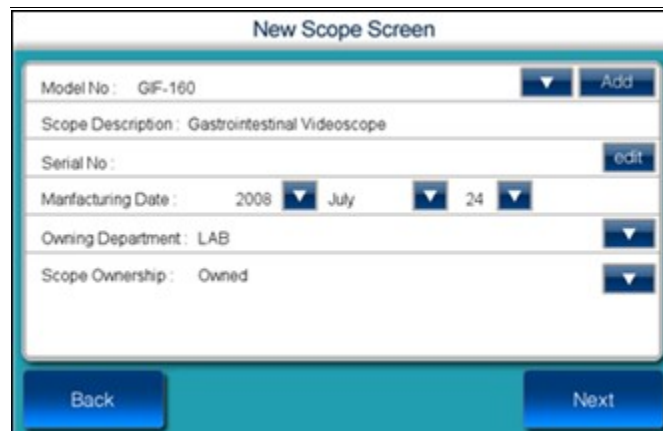 New Scope Screen
Model No : GIF-160 Add
Scope Description : Gastrointestinal Videoscope
Serial No : edit
Manfacturing Date : 2008 July 24
Owning Department : LAB
Scope Ownership : Owned
Back Next